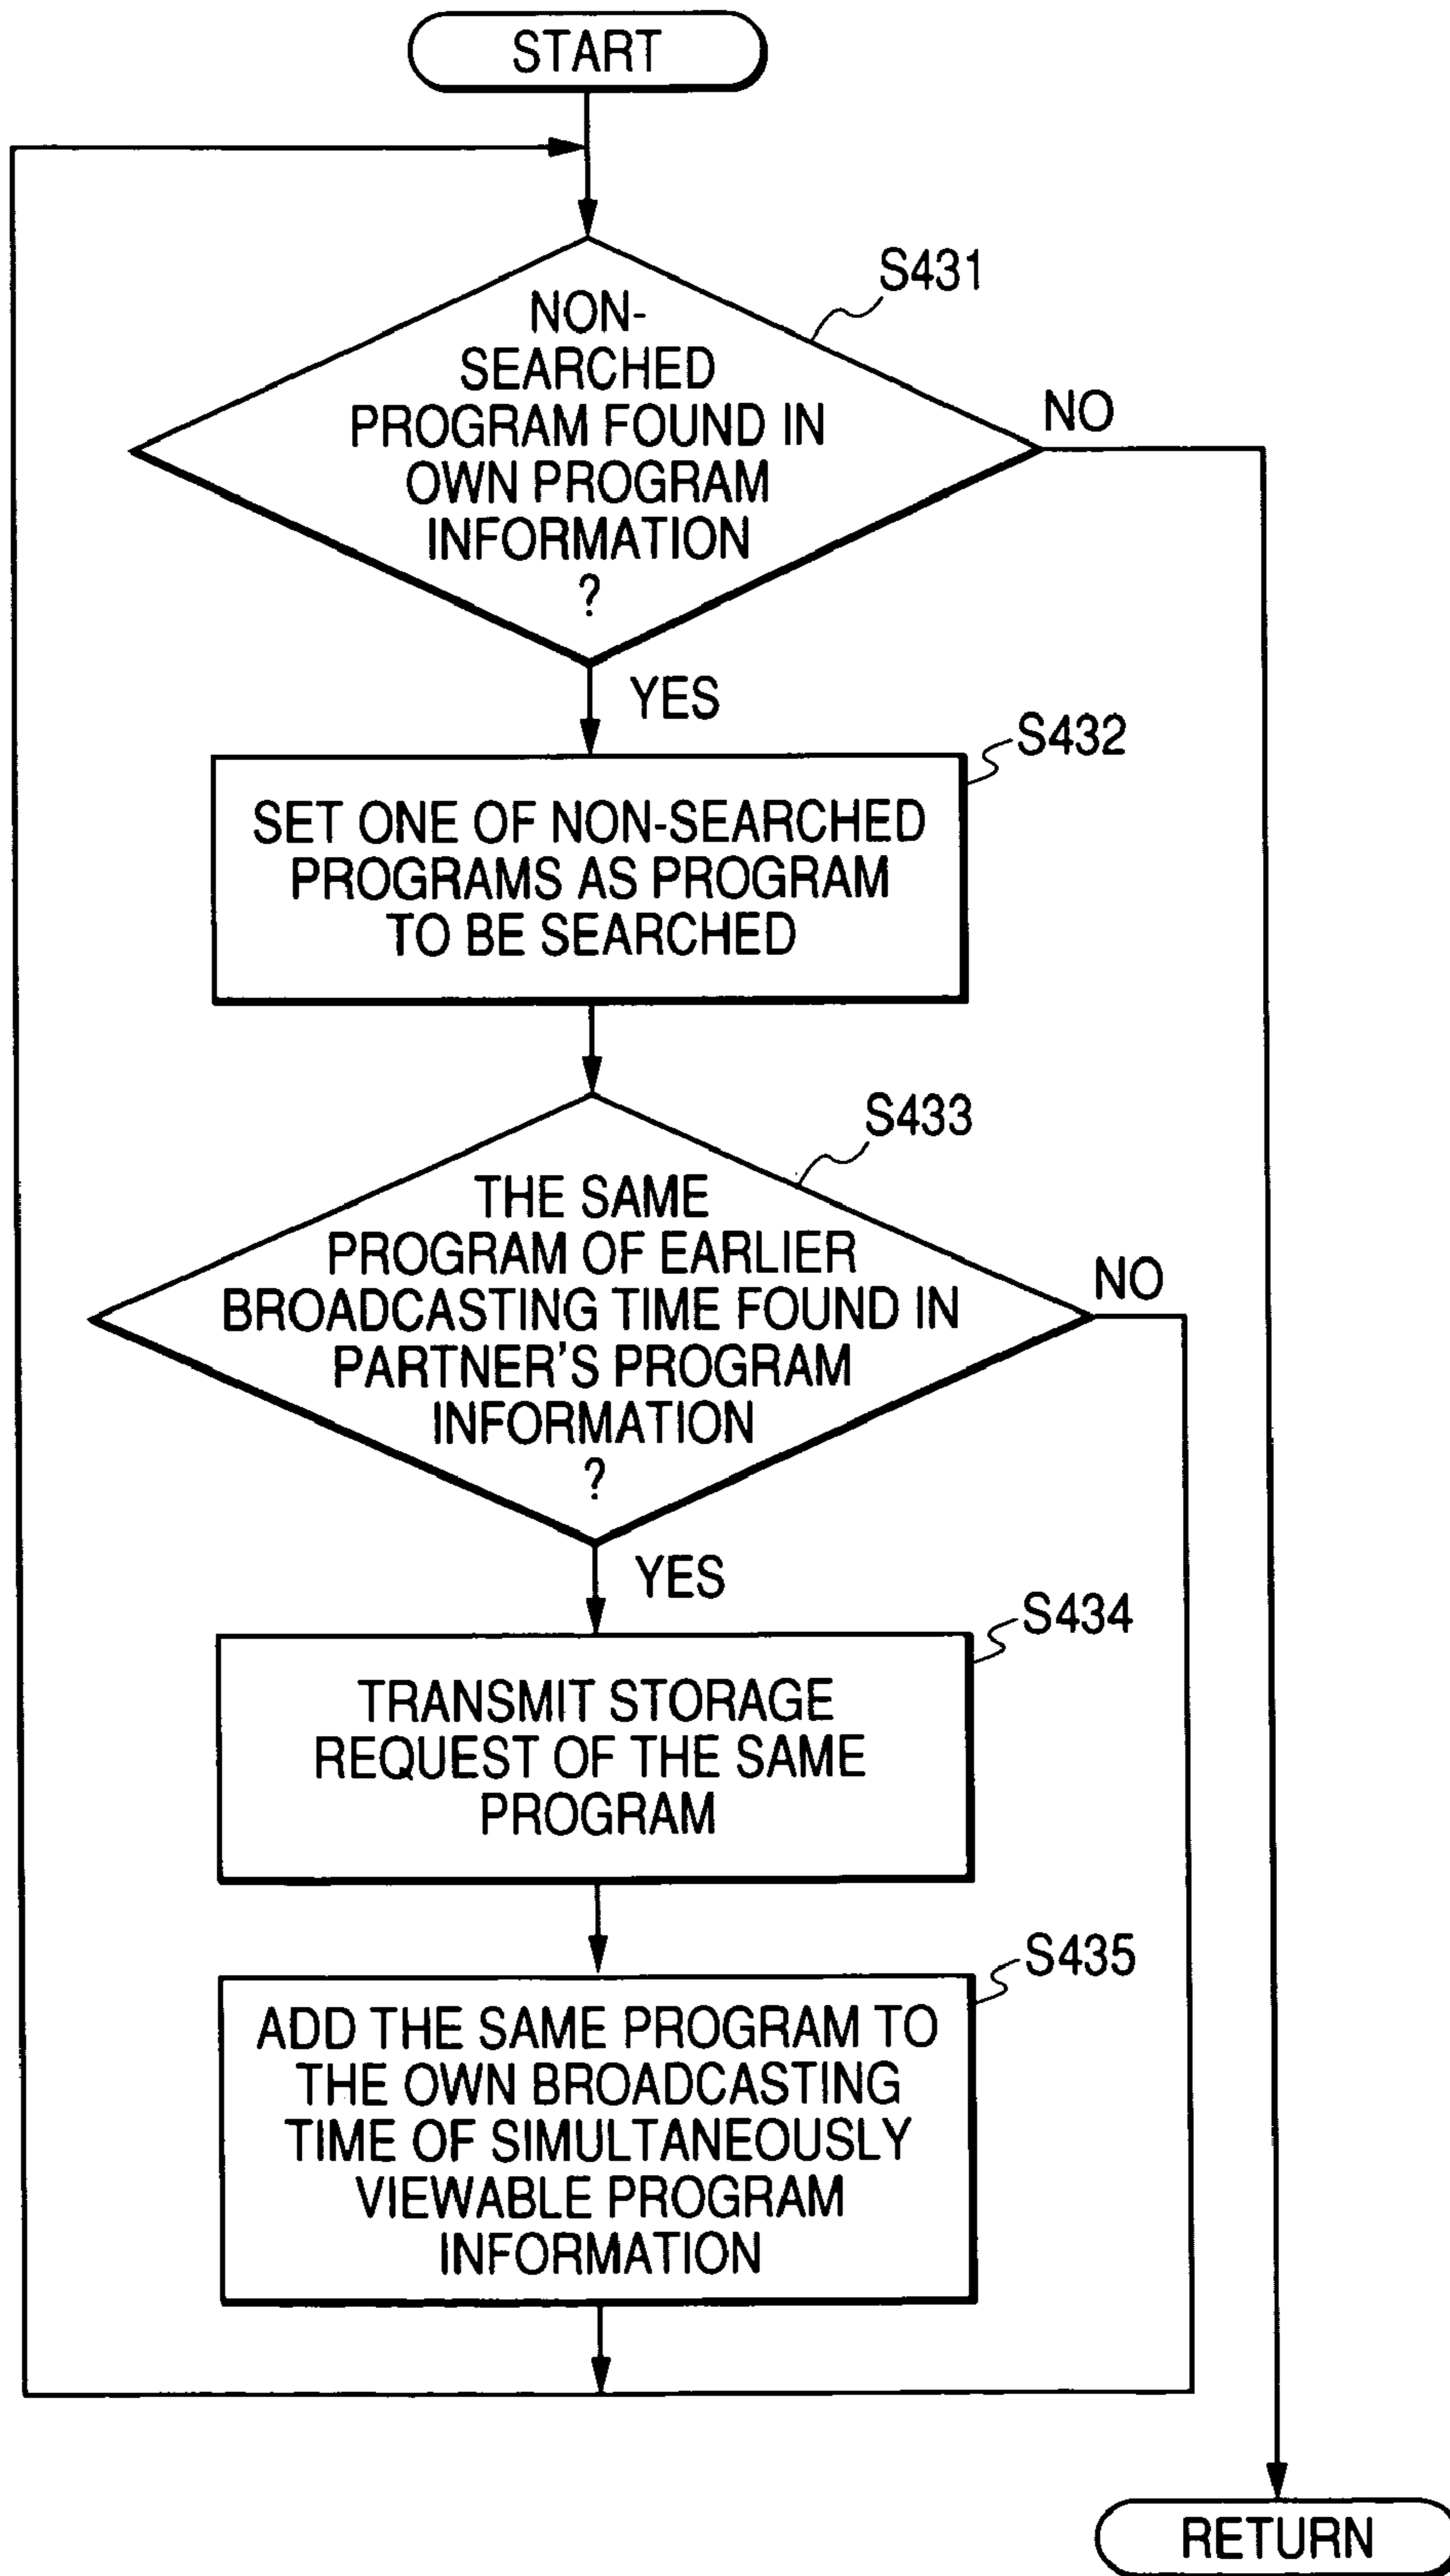 START
S431
NON-
SEARCHED
PROGRAM FOUND IN
OWN PROGRAM
INFORMATION
?
NO
YES
S432
SET ONE OF NON-SEARCHED
PROGRAMS AS PROGRAM
TO BE SEARCHED
S433
THE SAME
PROGRAM OF EARLIER
BROADCASTING TIME FOUND IN
PARTNER'S PROGRAM
INFORMATION
?
NO
YES
S434
TRANSMIT STORAGE
REQUEST OF THE SAME
PROGRAM
S435
ADD THE SAME PROGRAM TO
THE OWN BROADCASTING
TIME OF SIMULTANEOUSLY
VIEWABLE PROGRAM
INFORMATION
RETURN